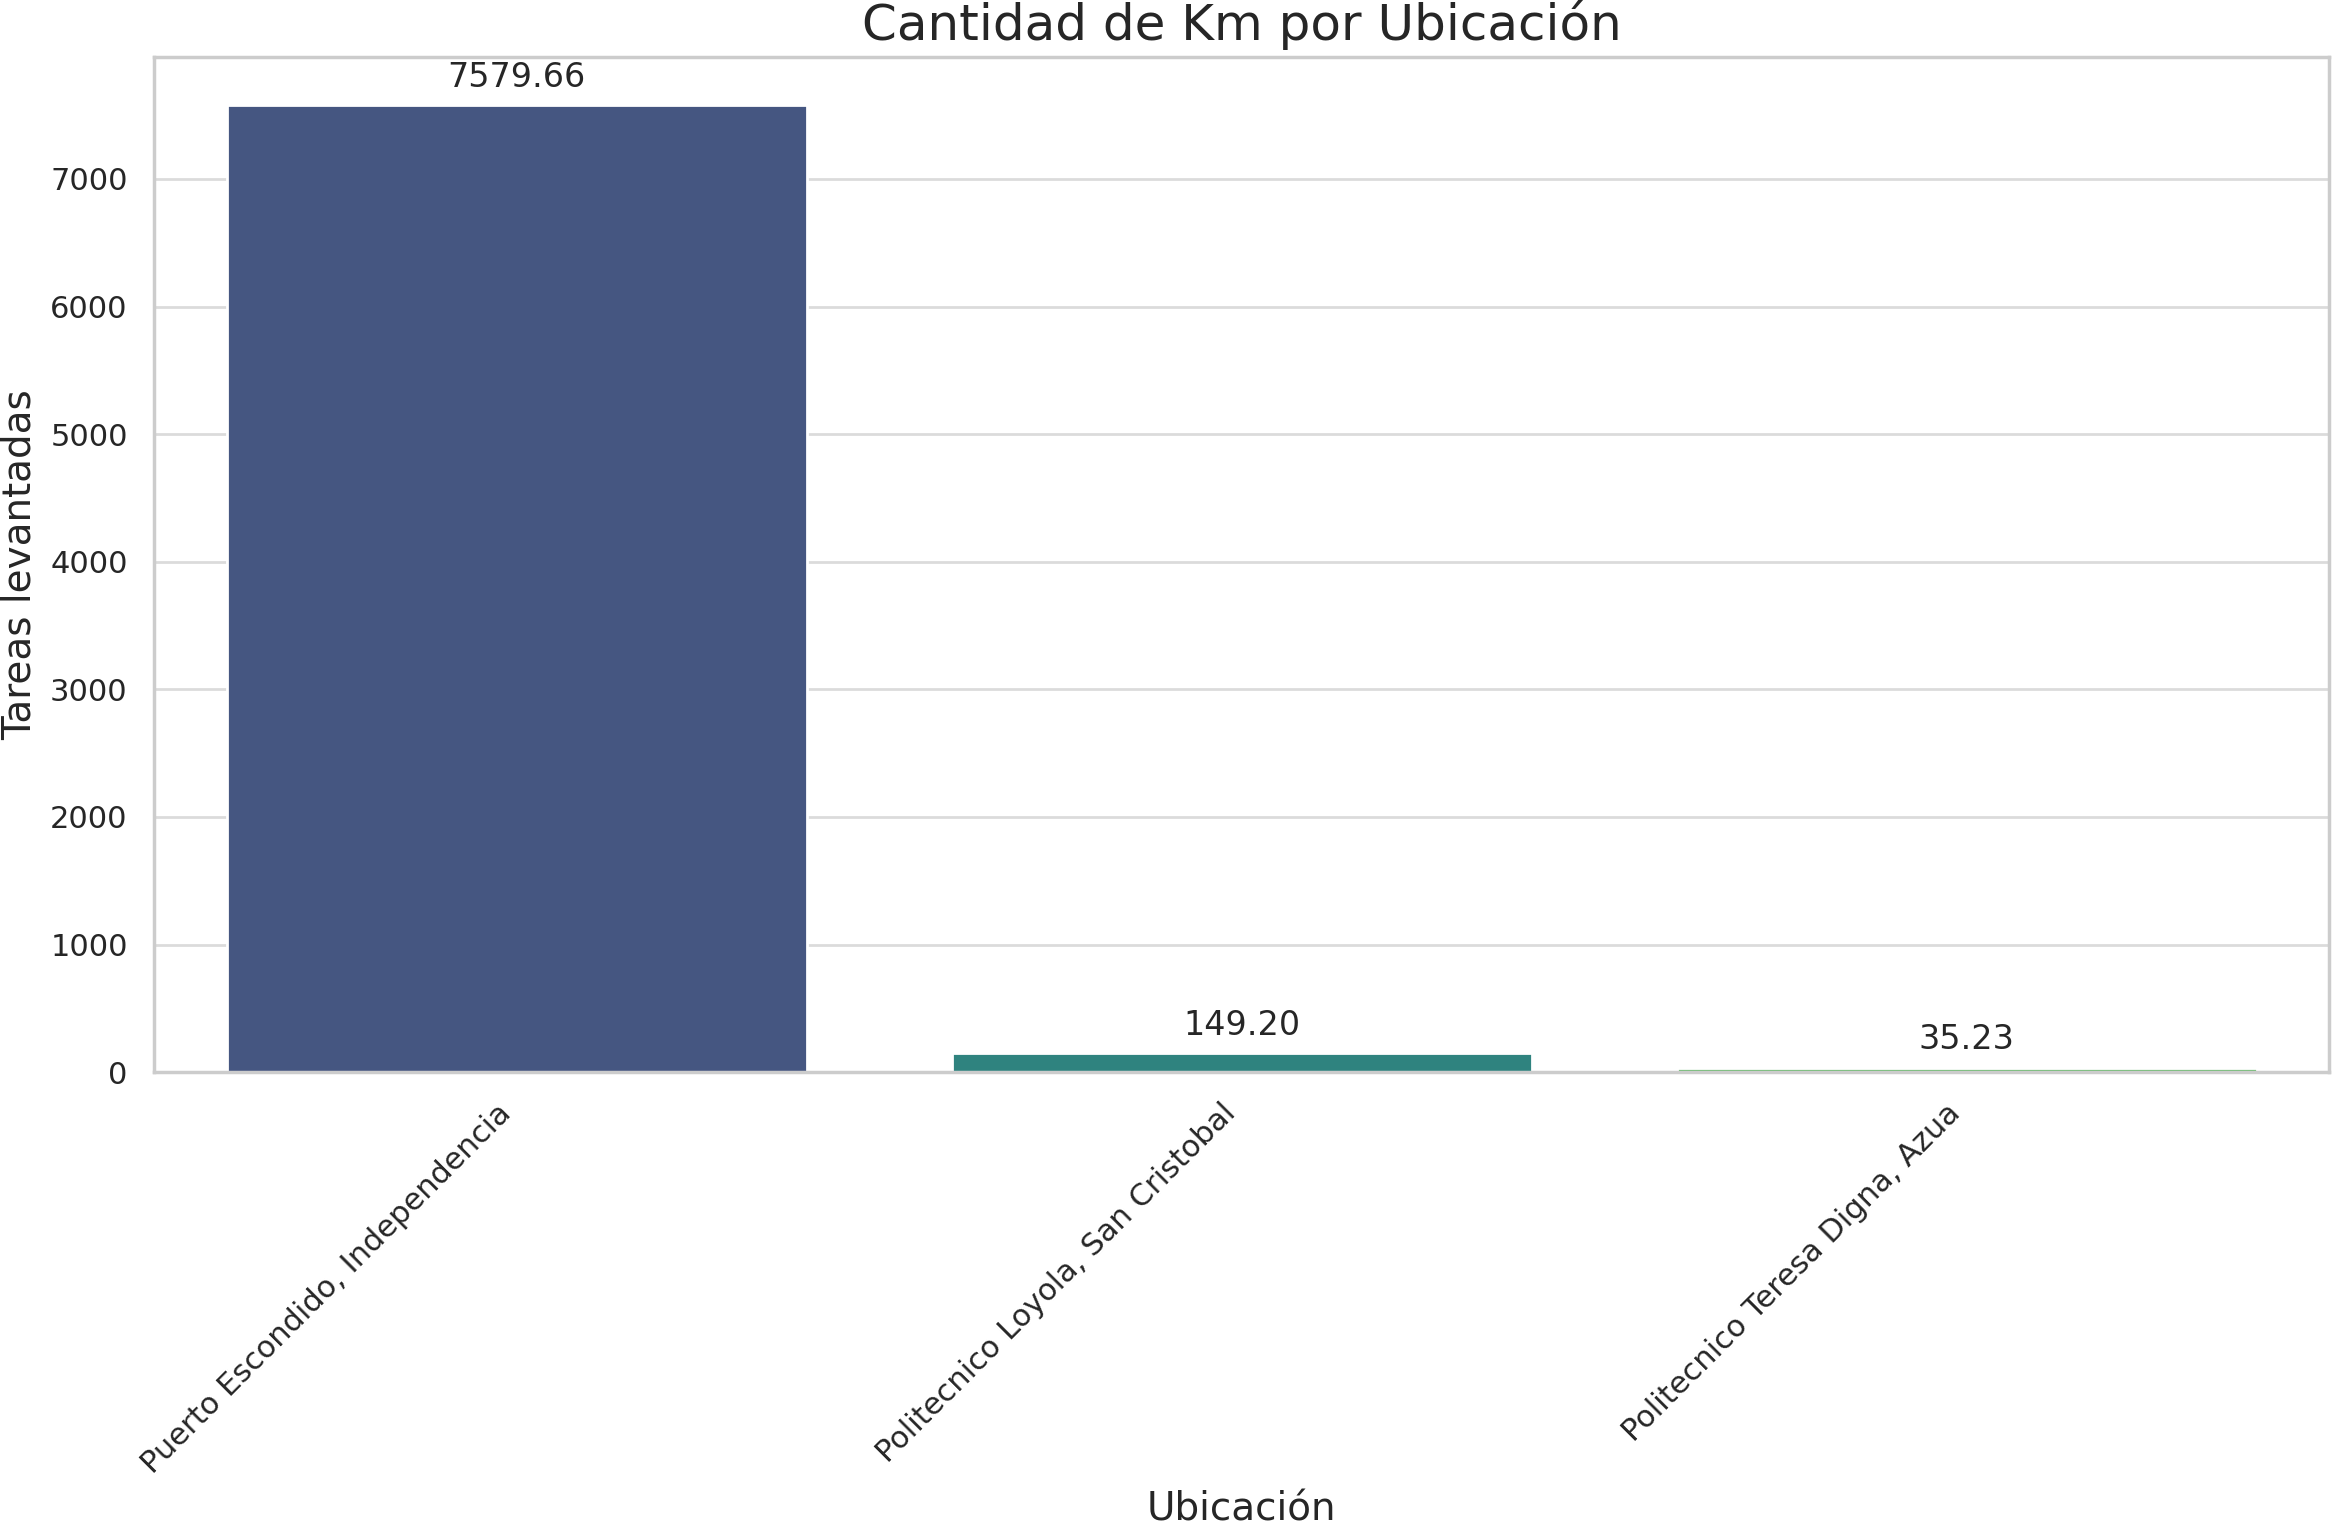 Cantidad de Km por Ubicación
7579.66
7000
6000
5000
4000
3000
2000
1000
0
Tareas levantadas
149.20
35.23
Puerto Escondido, Independencia
Politecnico Loyola, San Cristobal
Politecnico Teresa Digna, Azua
Ubicación